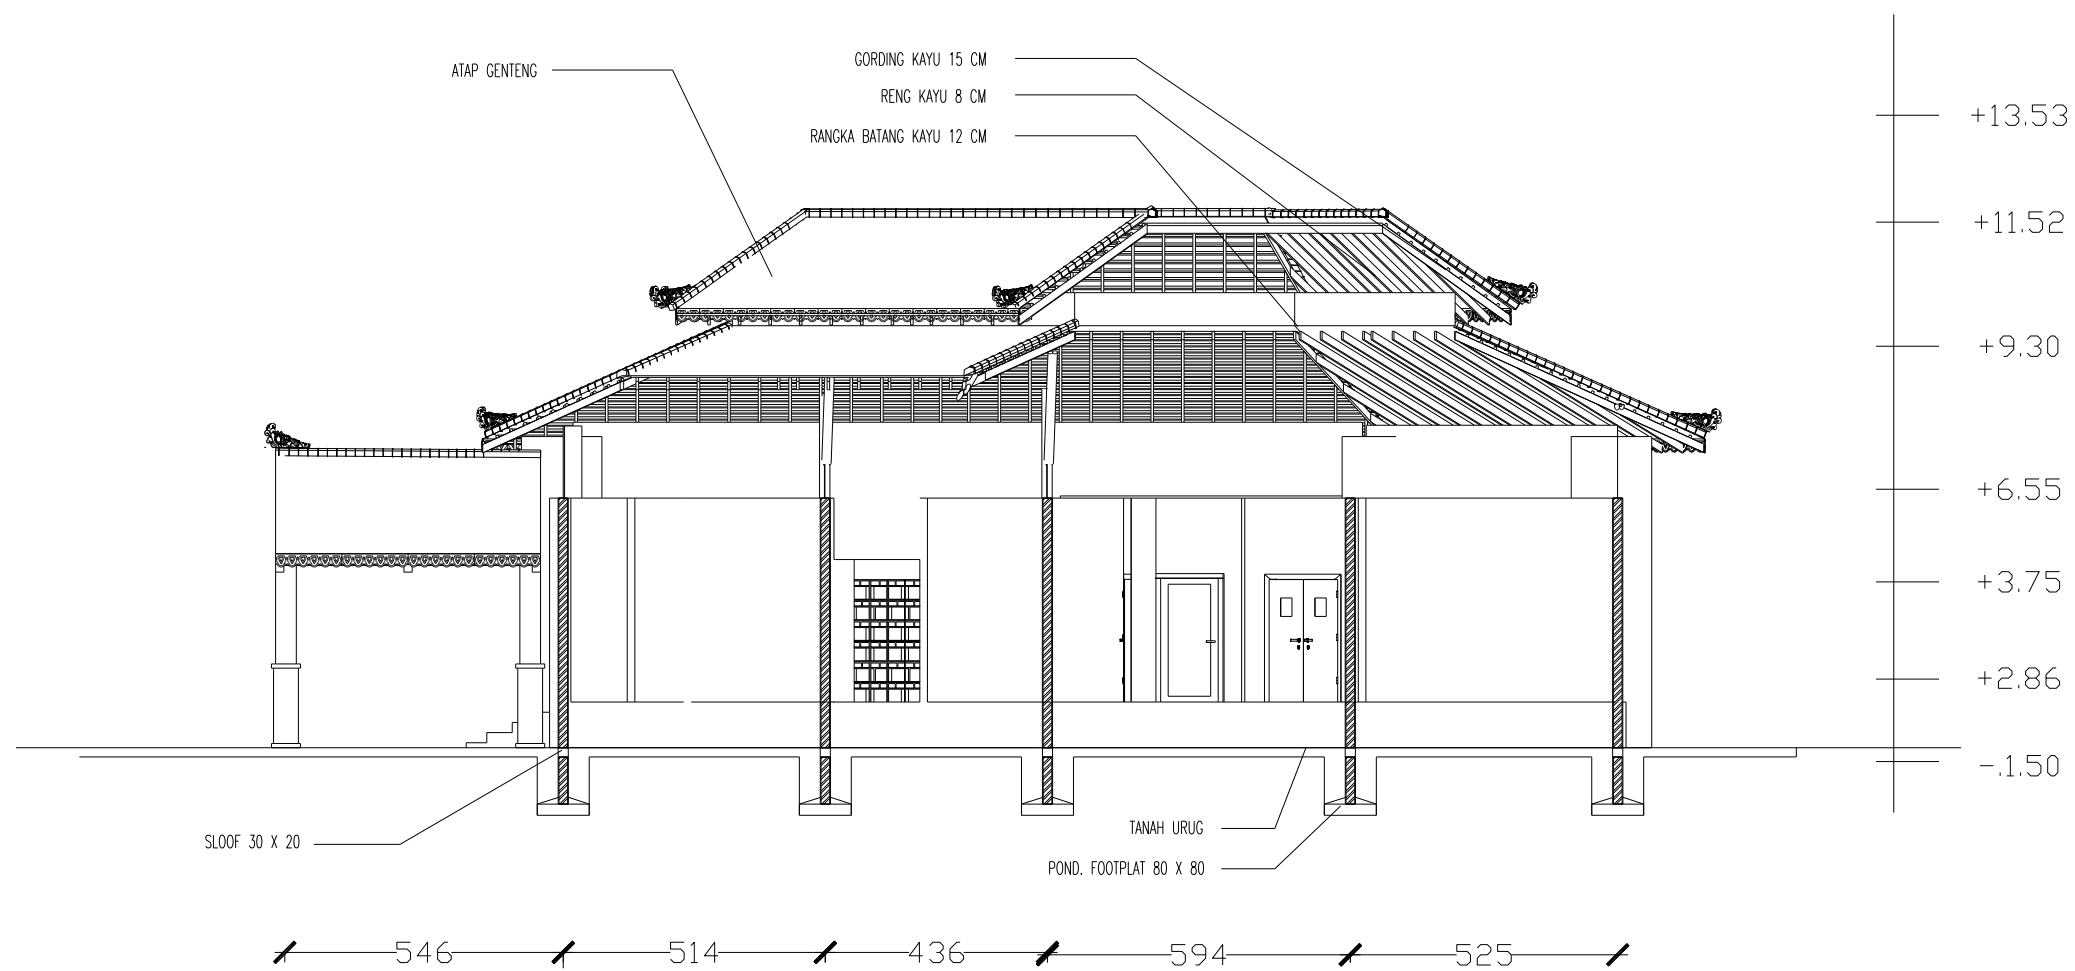 GORDING KAYU 15 CM
ATAP GENTENG
RENG KAYU 8 CM
+13.53
RANGKA BATANG KAYU 12 CM
+11.52
+9.30
+6.55
+3.75
+2.86
-.1.50
TANAH URUG
SLOOF 30 X 20
POND. FOOTPLAT 80 X 80
546
514
436
594
525